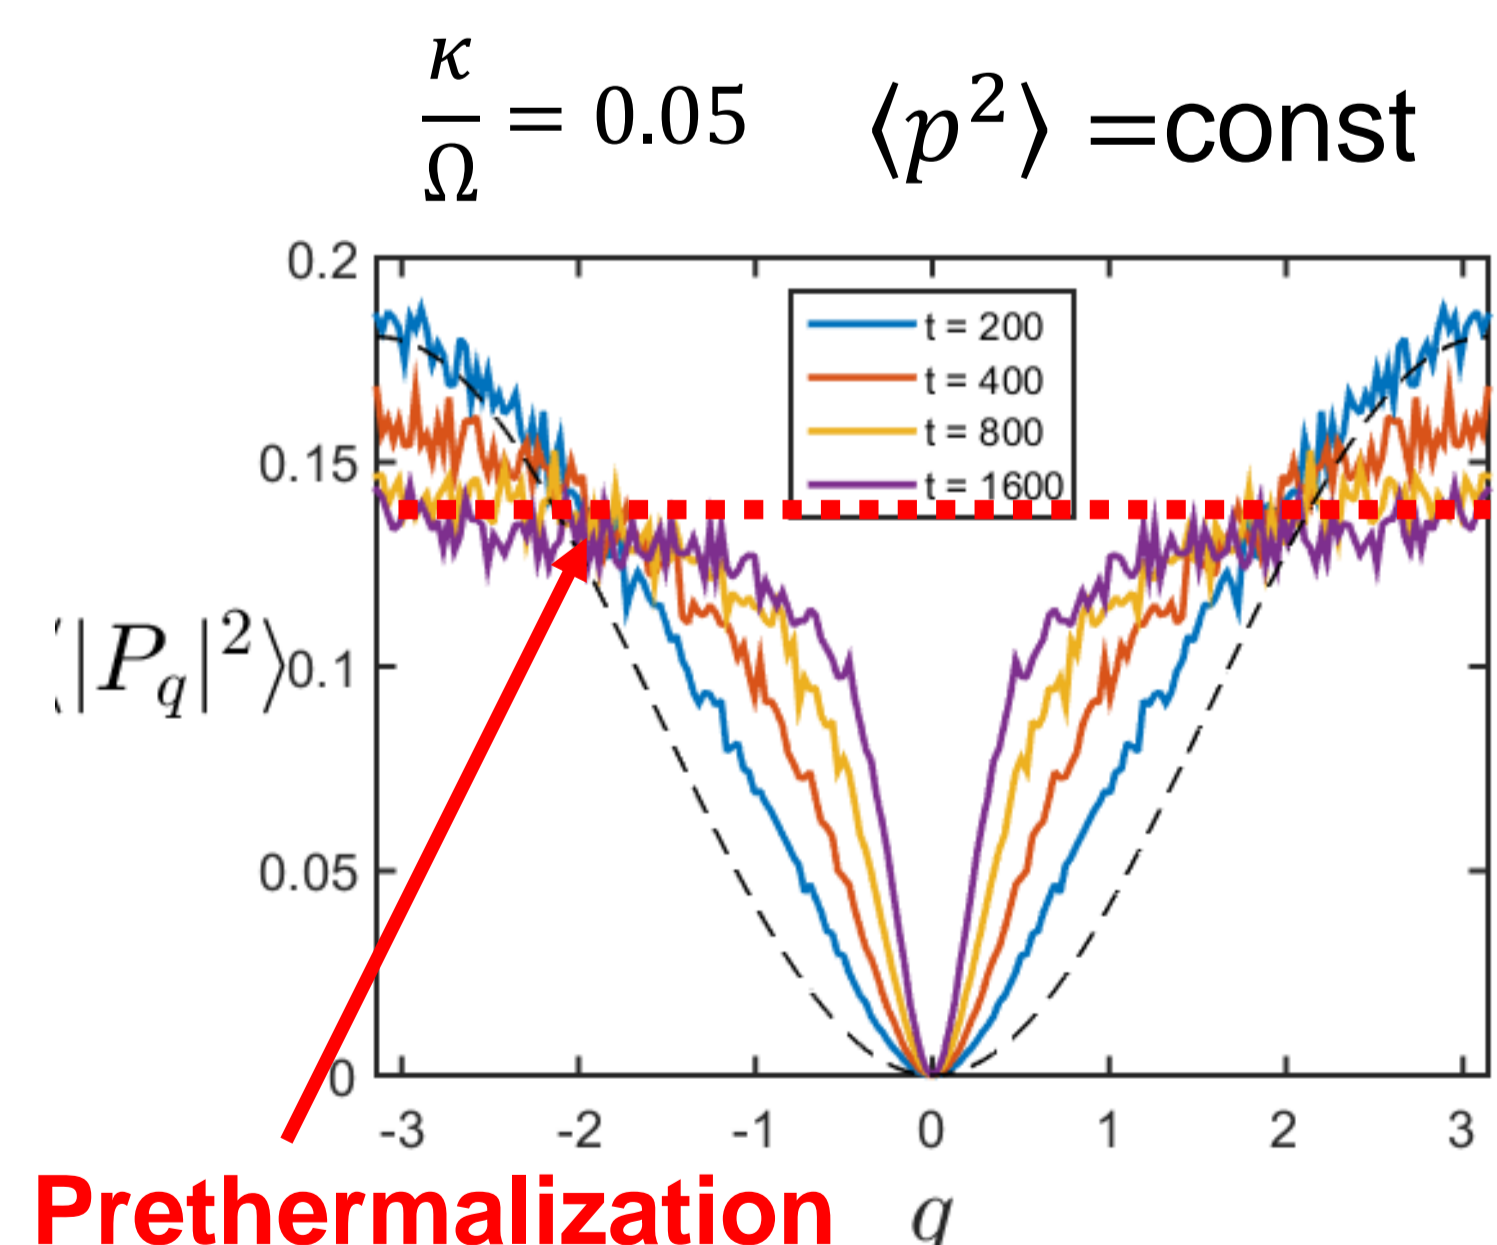 κ/Ω = 0.05 ⟨p²⟩ =const
0.2
0.15
0.1
0.05
0
⟨|P_q|²⟩
t = 200
t = 400
t = 800
t = 1600
-3 -2 -1 0 1 2 3
q
Prethermalization